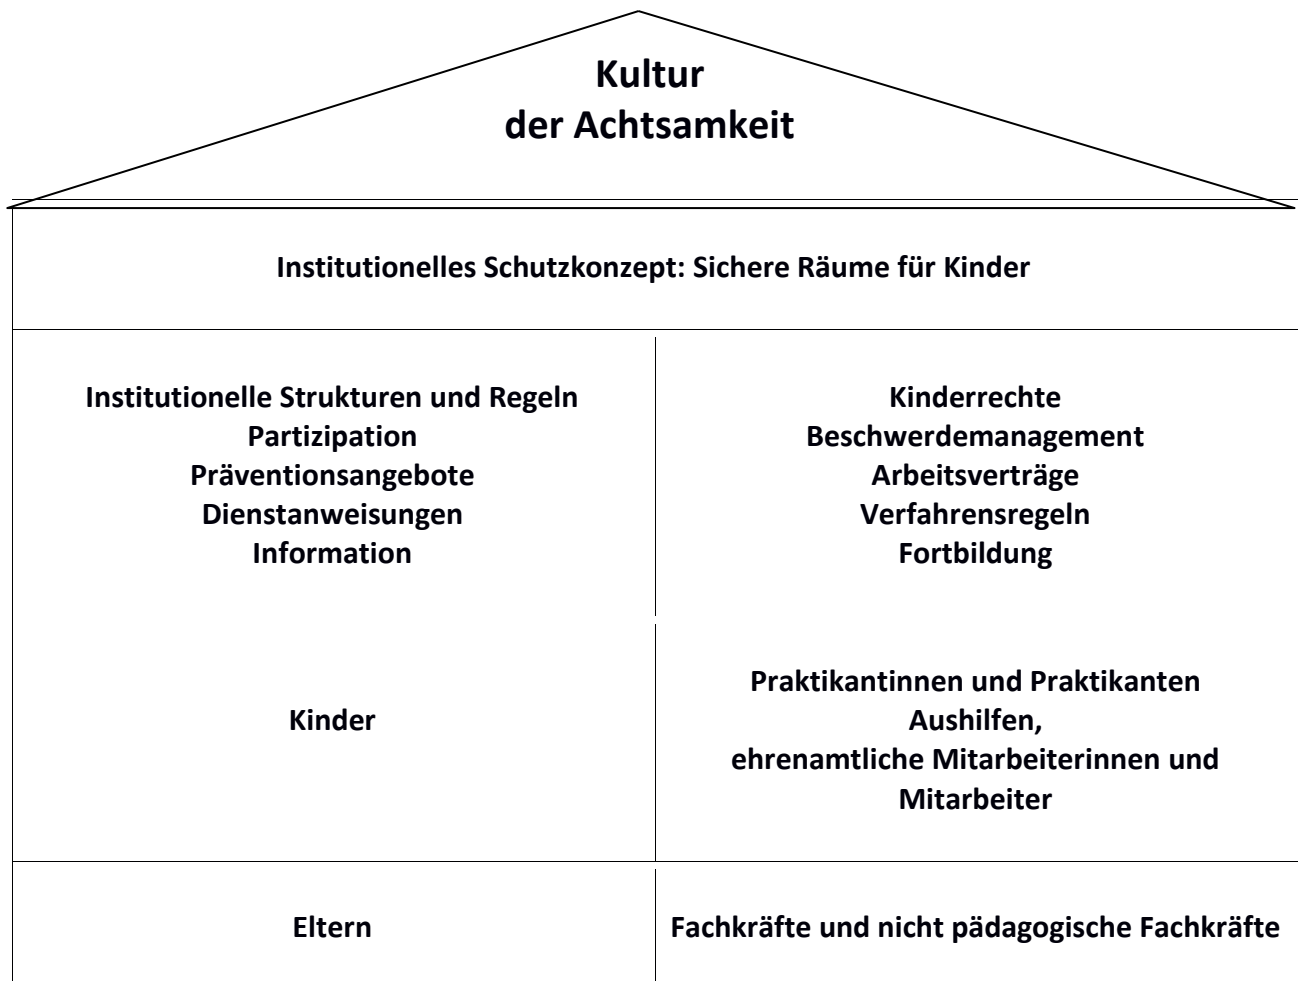 Kultur
der Achtsamkeit
Institutionelles Schutzkonzept: Sichere Räume für Kinder
Institutionelle Strukturen und Regeln
Partizipation
Präventionsangebote
Dienstanweisungen
Information
Kinderrechte
Beschwerdemanagement
Arbeitsverträge
Verfahrensregeln
Fortbildung
Kinder
Praktikantinnen und Praktikanten
Aushilfen,
ehrenamtliche Mitarbeiterinnen und
Mitarbeiter
Eltern
Fachkräfte und nicht pädagogische Fachkräfte